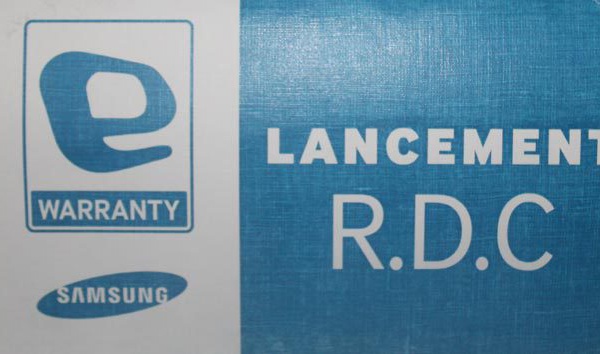 e
WARRANTY
SAMSUNG
LANCEMENT
R.D.C